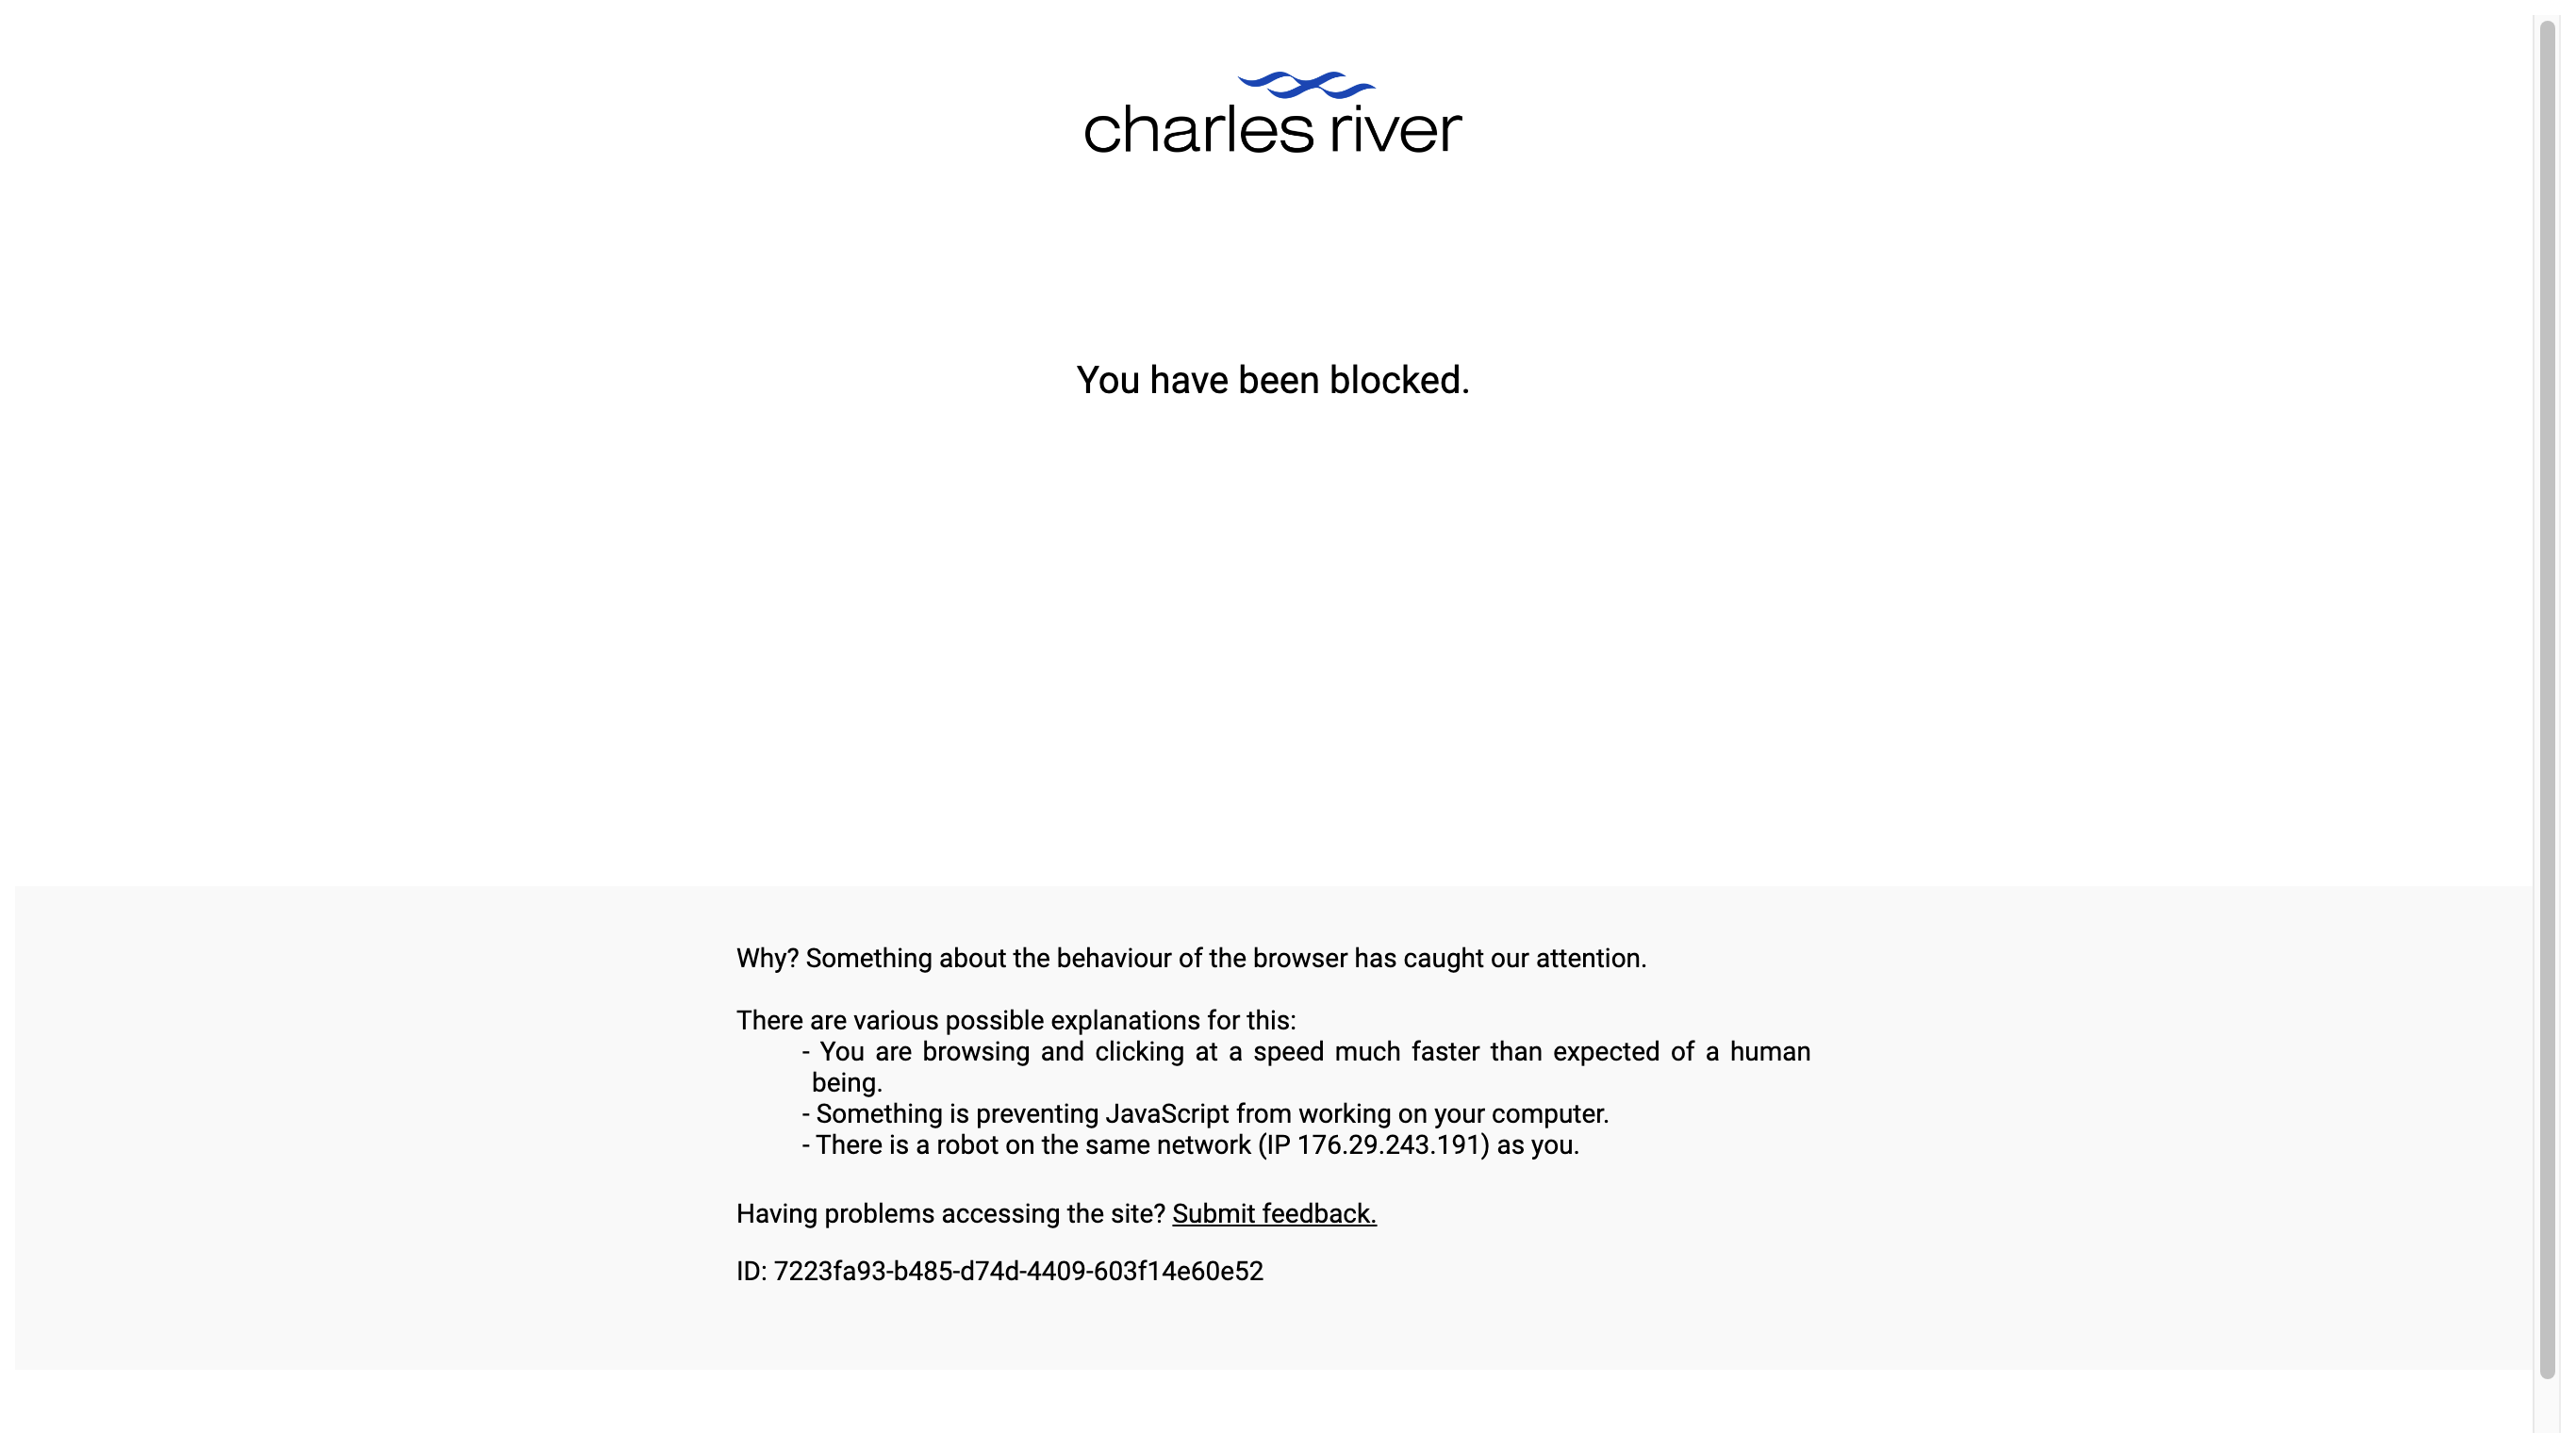 charles river
You have been blocked.
Why? Something about the behaviour of the browser has caught our attention.
There are various possible explanations for this:
- You are browsing and clicking at a speed much faster than expected of a human
being.
- Something is preventing JavaScript from working on your computer.
- There is a robot on the same network (IP 176.29.243.191) as you.
Having problems accessing the site? Submit feedback.
ID: 7223fa93-b485-d74d-4409-603f14e60e52